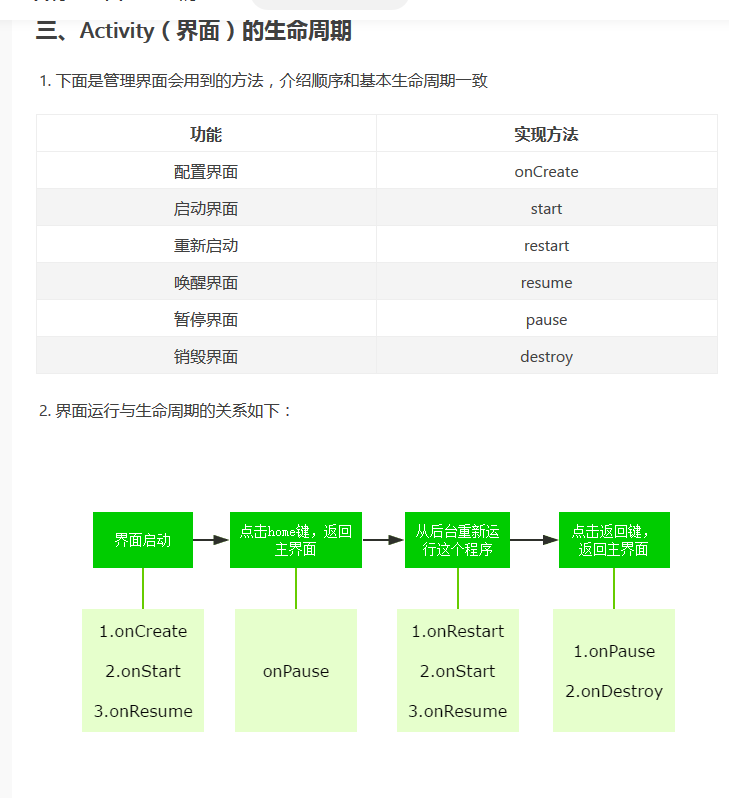 三、Activity（界面）的生命周期
1. 下面是管理界面会用到的方法，介绍顺序和基本生命周期一致
功能 实现方法
配置界面 onCreate
启动界面 start
重新启动 restart
唤醒界面 resume
暂停界面 pause
销毁界面 destroy
2. 界面运行与生命周期的关系如下：
界面启动
点击home键，返回
主界面
从后台重新运
行这个程序
点击返回键，
返回主界面
1.onCreate
2.onStart
3.onResume
onPause
1.onRestart
2.onStart
3.onResume
1.onPause
2.onDestroy